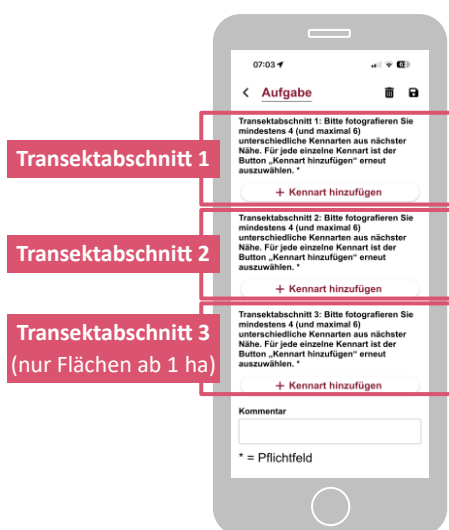 07:03
Aufgabe
Transektabschnitt 1
Transektabschnitt 1: Bitte fotografieren Sie
mindestens 4 (und maximal 6)
unterschiedliche Kennarten aus nächster
Nähe. Für jede einzelne Kennart ist der
Button „Kennart hinzufügen" erneut
auszuwählen. *
+ Kennart hinzufügen
Transektabschnitt 2
Transektabschnitt 2: Bitte fotografieren Sie
mindestens 4 (und maximal 6)
unterschiedliche Kennarten aus nächster
Nähe. Für jede einzelne Kennart ist der
Button „Kennart hinzufügen" erneut
auszuwählen. *
+ Kennart hinzufügen
Transektabschnitt 3
(nur Flächen ab 1 ha)
Transektabschnitt 3: Bitte fotografieren Sie
mindestens 4 (und maximal 6)
unterschiedliche Kennarten aus nächster
Nähe. Für jede einzelne Kennart ist der
Button „Kennart hinzufügen" erneut
auszuwählen. *
+ Kennart hinzufügen
Kommentar
* = Pflichtfeld